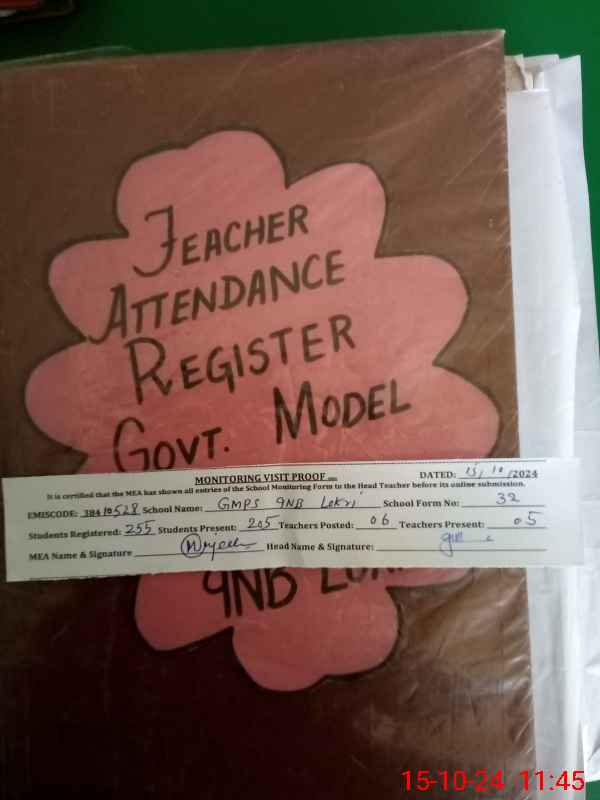 TEACHER
ATTENDANCE
REGISTER
GOVT. MODEL
MONITORING VISIT PROOF
DATED: 15/10/2024
It is certified that the MEA has shown all entries of the School Monitoring Form to the Head Teacher before its online submission.
EMISCODE: 38410528 School Name: GMPS 9NB Lokri School Form No: 32
Students Registered: 255 Students Present: 205 Teachers Posted: 06 Teachers Present: 05
MEA Name & Signature Head Name & Signature:
9NB
15-10-24 11:45